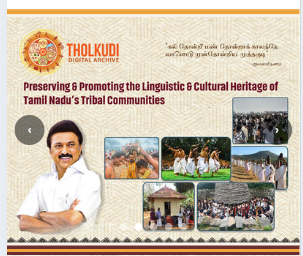 THOLKUDI
DIGITAL ARCHIVE
"கல் தோன்றி மண் தோன்றாக் காலத்தே
வாளொடு முன்தோன்றிய மூத்தகுடி"
Preserving & Promoting the Linguistic & Cultural Heritage of
Tamil Nadu's Tribal Communities